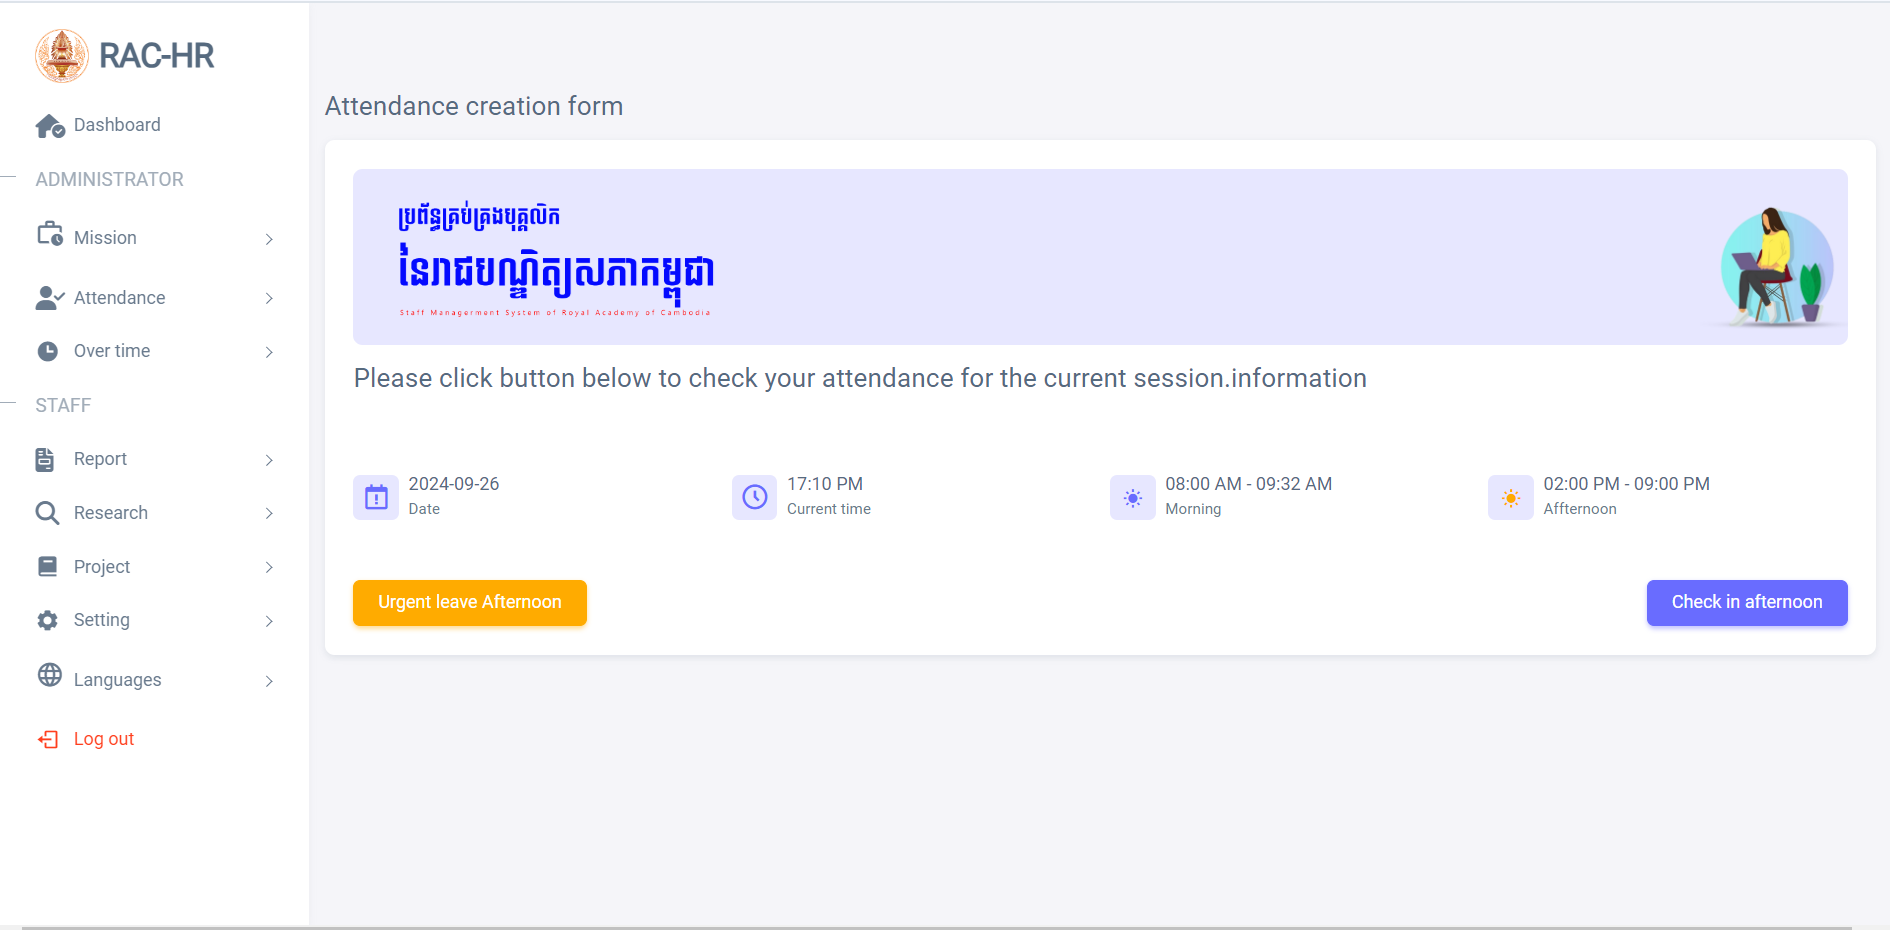 RAC-HR
Dashboard
ADMINISTRATOR
Mission
Attendance
Over time
STAFF
Report
Research
Project
Setting
Languages
Log out
Attendance creation form
ប្រព័ន្ធគ្រប់គ្រងបុគ្គលិក
នៃរាជបណ្ឌិត្យសភាកម្ពុជា
Staff Managerment System of Royal Academy of Cambodia
Please click button below to check your attendance for the current session.information
2024-09-26
Date
17:10 PM
Current time
08:00 AM - 09:32 AM
Morning
02:00 PM - 09:00 PM
Affternoon
Urgent leave Afternoon
Check in afternoon